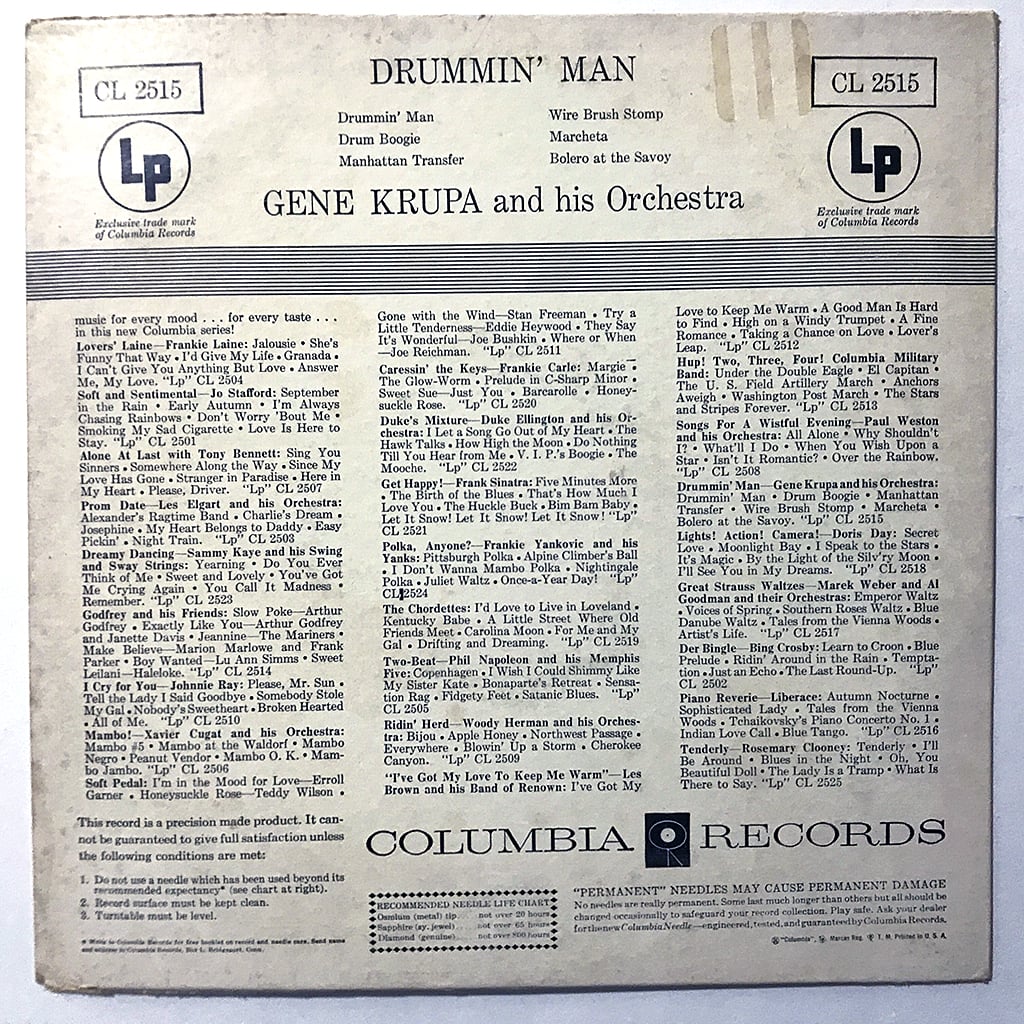 DRUMMIN' MAN
CL 2515
CL 2515
Drummin' Man
Drum Boogie
Manhattan Transfer
Wire Brush Stomp
Marcheta
Bolero at the Savoy
Lp
Exclusive trade mark
of Columbia Records
Lp
Exclusive trade mark
of Columbia Records
GENE KRUPA and his Orchestra
music for every mood . . . for every taste . . .
in this new Columbia series!
Lovers' Laine—Frankie Laine: Jalousie • She's
Funny That Way • I'd Give My Life • Granada •
I Can't Give You Anything But Love • Answer
Me, My Love. "Lp" CL 2504
Soft and Sentimental—Jo Stafford: September
in the Rain • Early Autumn • I'm Always
Chasing Rainbows • Don't Worry 'Bout Me •
Smoking My Sad Cigarette • Love Is Here to
Stay. "Lp" CL 2501
Alone At Last with Tony Bennett: Sing You
Sinners • Somewhere Along the Way • Since My
Love Has Gone • Stranger in Paradise • Here in
My Heart • Please, Driver. "Lp" CL 2507
Prom Date—Les Elgart and his Orchestra:
Alexander's Ragtime Band • Charlie's Dream •
Josephine • My Heart Belongs to Daddy • Easy
Pickin' • Night Train. "Lp" CL 2503
Dreamy Dancing—Sammy Kaye and his Swing
and Sway Strings: Yearning • Do You Ever
Think of Me • Sweet and Lovely • You've Got
Me Crying Again • You Call It Madness •
Remember. "Lp" CL 2523
Godfrey and his Friends: Slow Poke—Arthur
Godfrey • Exactly Like You—Arthur Godfrey
and Janette Davis • Jeannine—The Mariners •
Make Believe—Marion Marlowe and Frank
Parker • Boy Wanted—Lu Ann Simms • Sweet
Leilani—Haleloke. "Lp" CL 2514
I Cry for You—Johnnie Ray: Please, Mr. Sun •
Tell the Lady I Said Goodbye • Somebody Stole
My Gal • Nobody's Sweetheart • Broken Hearted
• All of Me. "Lp" CL 2510
Mambo!—Xavier Cugat and his Orchestra:
Mambo #5 • Mambo at the Waldorf • Mambo
Negro • Peanut Vendor • Mambo O. K. • Mam-
bo Jambo. "Lp" CL 2506
Soft Pedal: I'm in the Mood for Love—Erroll
Garner • Honeysuckle Rose—Teddy Wilson •
Gone with the Wind—Stan Freeman • Try a
Little Tenderness—Eddie Heywood • They Say
It's Wonderful—Joe Bushkin • Where or When
—Joe Reichman. "Lp" CL 2511
Caressin' the Keys—Frankie Carle: Margie •
The Glow-Worm • Prelude in C-Sharp Minor •
Sweet Sue—Just You • Barcarolle • Honey-
suckle Rose. "Lp" CL 2520
Duke's Mixture—Duke Ellington and his Or-
chestra: I Let a Song Go Out of My Heart • The
Hawk Talks • How High the Moon • Do Nothing
Till You Hear from Me • V. I. P.'s Boogie • The
Mooche. "Lp" CL 2522
Get Happy!—Frank Sinatra: Five Minutes More
• The Birth of the Blues • That's How Much I
Love You • The Huckle Buck • Bim Bam Baby •
Let It Snow! Let It Snow! Let It Snow! "Lp"
CL 2521
Polka, Anyone?—Frankie Yankovic and his
Yanks: Pittsburgh Polka • Alpine Climber's Ball
• I Don't Wanna Mambo Polka • Nightingale
Polka • Juliet Waltz • Once-a-Year Day! "Lp"
CL 2524
The Chordettes: I'd Love to Live in Loveland •
Kentucky Babe • A Little Street Where Old
Friends Meet • Carolina Moon • For Me and My
Gal • Drifting and Dreaming. "Lp" CL 2519
Two-Beat—Phil Napoleon and his Memphis
Five: Copenhagen • I Wish I Could Shimmy Like
My Sister Kate • Bonaparte's Retreat • Sensa-
tion Rag • Fidgety Feet • Satanic Blues. "Lp"
CL 2505
Ridin' Herd—Woody Herman and his Orches-
tra: Bijou • Apple Honey • Northwest Passage •
Everywhere • Blowin' Up a Storm • Cherokee
Canyon. "Lp" CL 2509
"I've Got My Love To Keep Me Warm"—Les
Brown and his Band of Renown: I've Got My
Love to Keep Me Warm • A Good Man Is Hard
to Find • High on a Windy Trumpet • A Fine
Romance • Taking a Chance on Love • Lover's
Leap. "Lp" CL 2512
Hup! Two, Three, Four! Columbia Military
Band: Under the Double Eagle • El Capitan •
The U. S. Field Artillery March • Anchors
Aweigh • Washington Post March • The Stars
and Stripes Forever. "Lp" CL 2513
Songs For A Wistful Evening—Paul Weston
and his Orchestra: All Alone • Why Shouldn't
I? • What'll I Do • When You Wish Upon a
Star • Isn't It Romantic? • Over the Rainbow.
"Lp" CL 2508
Drummin' Man—Gene Krupa and his Orchestra:
Drummin' Man • Drum Boogie • Manhattan
Transfer • Wire Brush Stomp • Marcheta •
Bolero at the Savoy. "Lp" CL 2515
Lights! Action! Camera!—Doris Day: Secret
Love • Moonlight Bay • I Speak to the Stars •
It's Magic • By the Light of the Silv'ry Moon •
I'll See You in My Dreams. "Lp" CL 2518
Great Strauss Waltzes—Marek Weber and Al
Goodman and their Orchestras: Emperor Waltz
• Voices of Spring • Southern Roses Waltz • Blue
Danube Waltz • Tales from the Vienna Woods •
Artist's Life. "Lp" CL 2517
Der Bingle—Bing Crosby: Learn to Croon • Blue
Prelude • Ridin' Around in the Rain • Tempta-
tion • Just an Echo • The Last Round-Up. "Lp"
CL 2502
Piano Reverie—Liberace: Autumn Nocturne •
Sophisticated Lady • Tales from the Vienna
Woods • Tchaikovsky's Piano Concerto No. 1 •
Indian Love Call • Blue Tango. "Lp" CL 2516
Tenderly—Rosemary Clooney: Tenderly • I'll
Be Around • Blues in the Night • Oh, You
Beautiful Doll • The Lady Is a Tramp • What Is
There to Say. "Lp" CL 2525
This record is a precision made product. It can-
not be guaranteed to give full satisfaction unless
the following conditions are met:
1. Do not use a needle which has been used beyond its
recommended expectancy* (see chart at right).
2. Record surface must be kept clean.
3. Turntable must be level.
* Write to Columbia Records for free booklet on record and needle care. Send name
and address to Columbia Records, Box 1, Bridgeport, Conn.
COLUMBIA RECORDS
RECOMMENDED NEEDLE LIFE CHART
Osmium (metal) tip.... not over 20 hours
Sapphire (sy. jewel)... not over 65 hours
Diamond (genuine).... not over 800 hours
"PERMANENT" NEEDLES MAY CAUSE PERMANENT DAMAGE
No needles are really permanent. Some last much longer than others but all should be
changed occasionally to safeguard your record collection. Play safe. Ask your dealer
for the new Columbia Needle—engineered, tested, and guaranteed by Columbia Records.
® "Columbia", Marcas Reg. T. M. Printed in U. S. A.